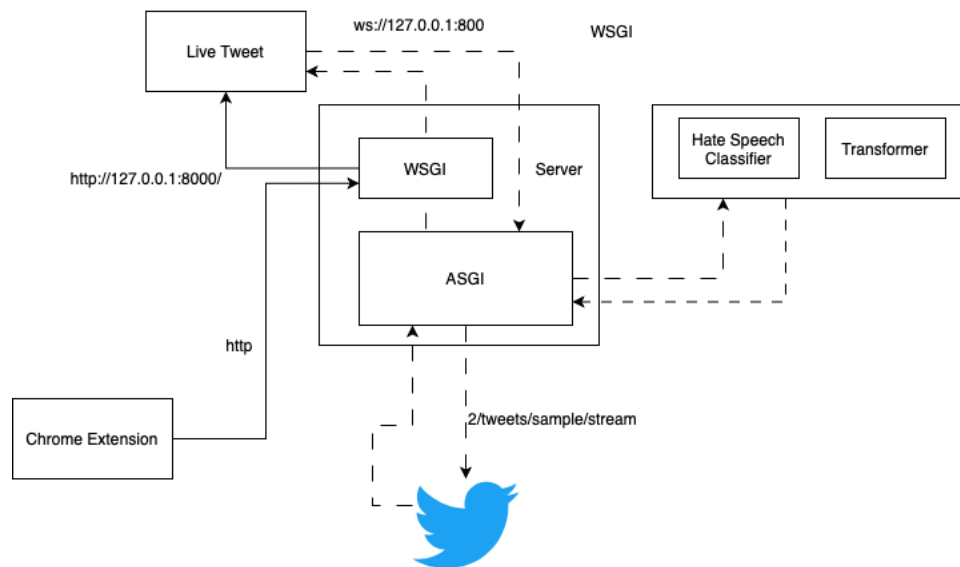 ws://127.0.0.1:800
WSGI
Live Tweet
Hate Speech
Classifier
Transformer
WSGI
Server
http://127.0.0.1:8000/
ASGI
http
2/tweets/sample/stream
Chrome Extension